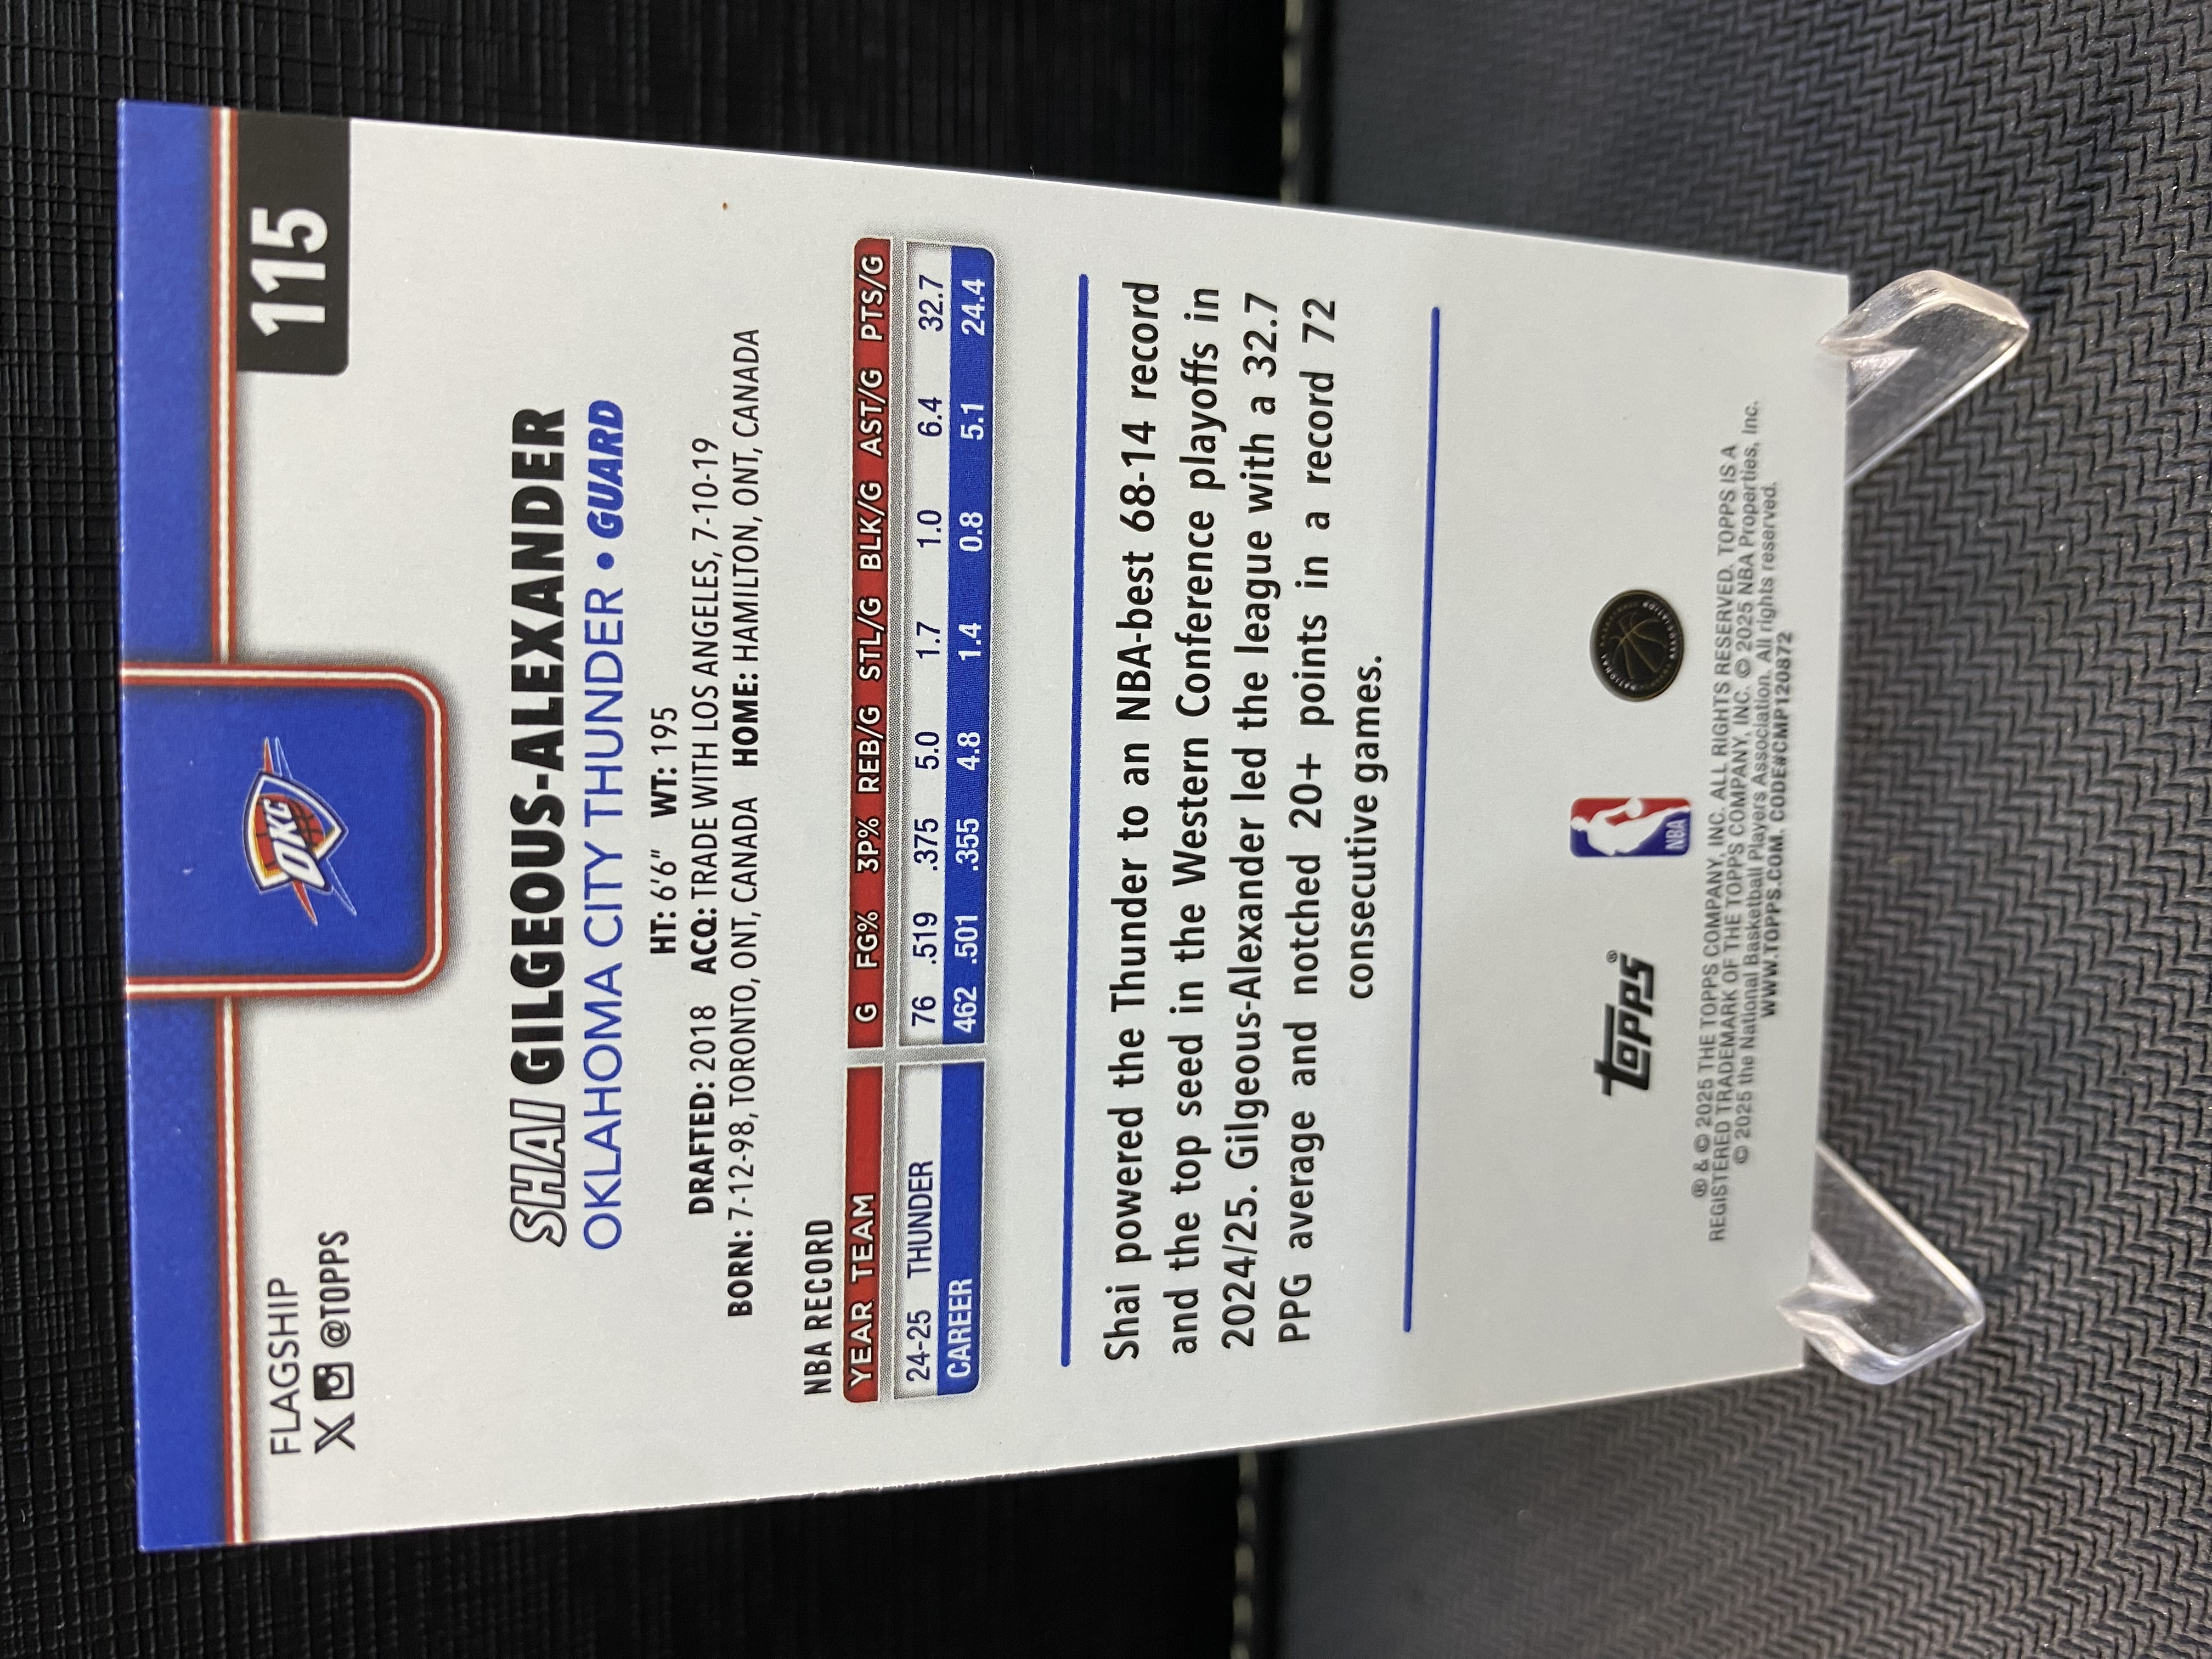 FLAGSHIP
X @TOPPS
OKC
115
SHAI GILGEOUS-ALEXANDER
OKLAHOMA CITY THUNDER • GUARD
HT: 6'6" WT: 195
DRAFTED: 2018 ACQ: TRADE WITH LOS ANGELES, 7-10-19
BORN: 7-12-98, TORONTO, ONT, CANADA HOME: HAMILTON, ONT, CANADA
NBA RECORD
YEAR TEAM G FG% 3P% REB/G STL/G BLK/G AST/G PTS/G
24-25 THUNDER 76 .519 .375 5.0 1.7 1.0 6.4 32.7
CAREER 462 .501 .355 4.8 1.4 0.8 5.1 24.4
Shai powered the Thunder to an NBA-best 68-14 record
and the top seed in the Western Conference playoffs in
2024/25. Gilgeous-Alexander led the league with a 32.7
PPG average and notched 20+ points in a record 72
consecutive games.
topps®
NBA
® & © 2025 THE TOPPS COMPANY, INC. ALL RIGHTS RESERVED. TOPPS IS A
REGISTERED TRADEMARK OF THE TOPPS COMPANY, INC. © 2025 NBA Properties, Inc.
© 2025 the National Basketball Players Association. All rights reserved.
WWW.TOPPS.COM. CODE#CMP120872